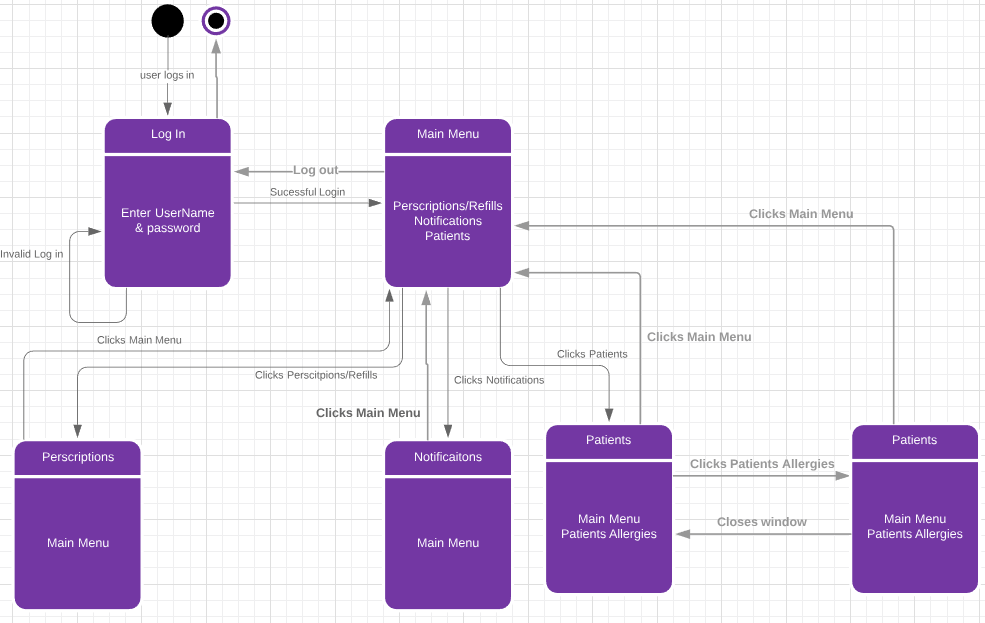 user logs in
Log In
Main Menu
Log out
Sucessful Login
Enter UserName
& password
Perscriptions/Refills
Notifications
Patients
Clicks Main Menu
Invalid Log in
Clicks Main Menu
Clicks Main Menu
Clicks Patients
Clicks Perscitpions/Refills
Clicks Notifications
Clicks Main Menu
Perscriptions
Notificaitons
Patients
Patients
Clicks Patients Allergies
Closes window
Main Menu
Main Menu
Main Menu
Patients Allergies
Main Menu
Patients Allergies